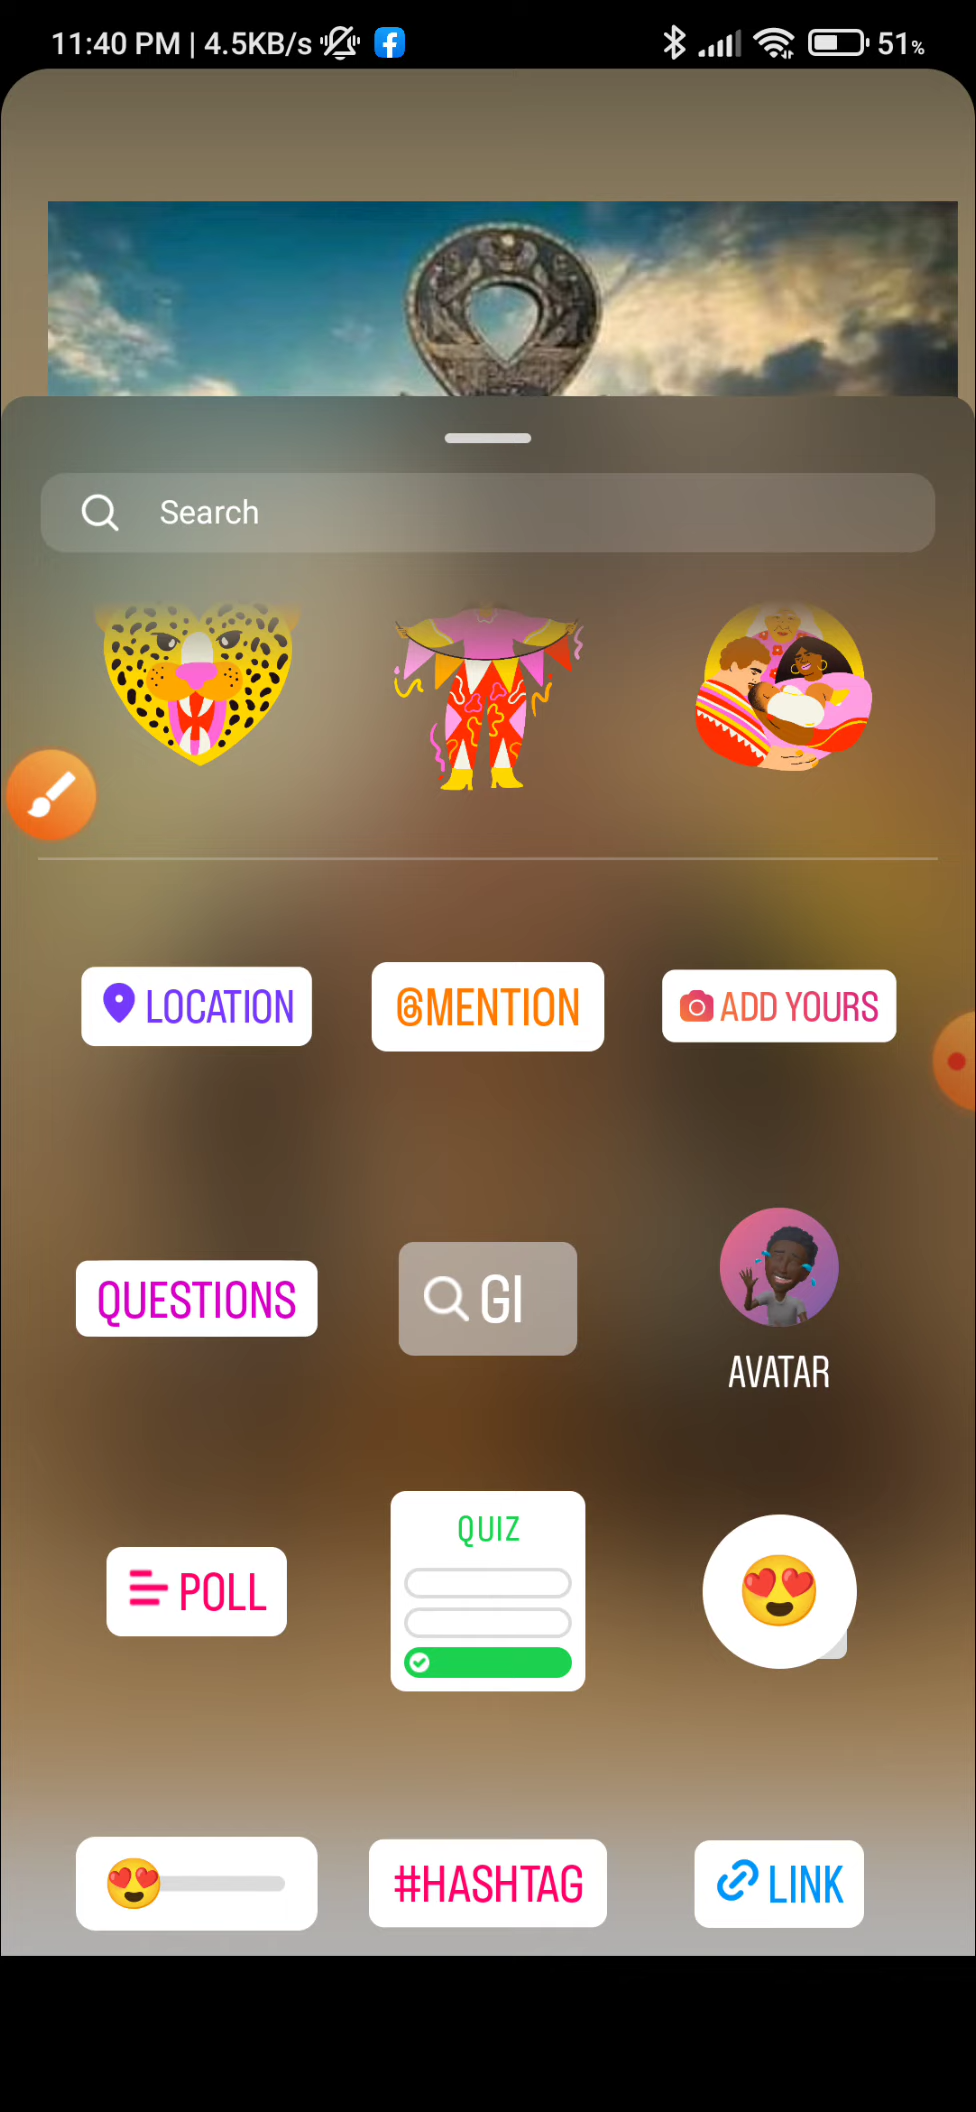 11:40 PM | 4.5KB/s 51%
Search
LOCATION @MENTION ADD YOURS
QUESTIONS GI
AVATAR
QUIZ
POLL
#HASHTAG LINK